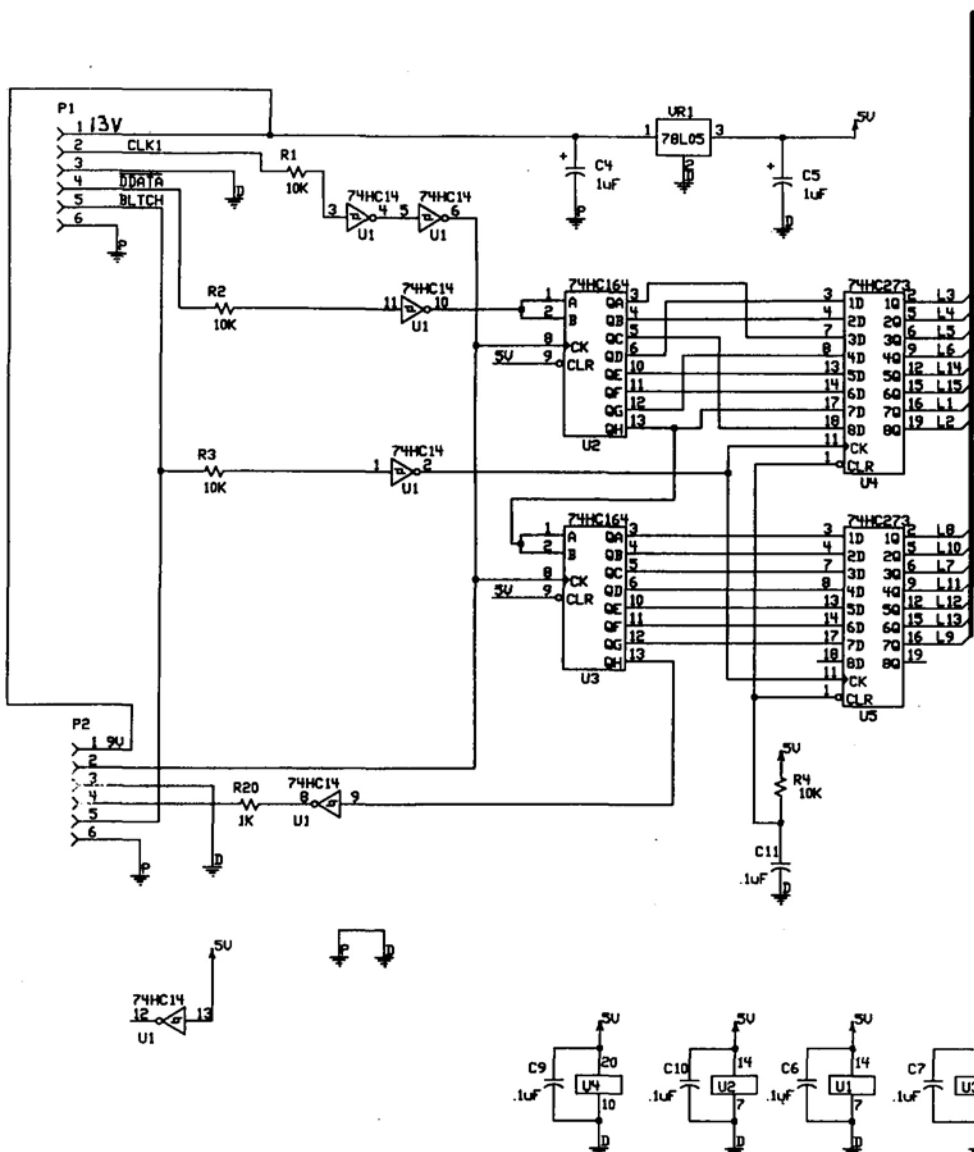 P1
1 13V
2 CLK1
3
4 DDATA
5 BLTCH
6
D
P
R1
10K
74HC14
3 4
U1
74HC14
5 6
U1
C4
+
1uF
P
VR1
1 78L05 3
2
D
5V
C5
+
1uF
D
R2
10K
74HC14
11 10
U1
R3
10K
74HC14
1 2
U1
74HC164
1 A QA 3
2 B QB 4
QC 5
8 CK QD 6
5V 9 CLR QE 10
QF 11
QG 12
QH 13
U2
74HC273
3 1D 1Q 2 L3
4 2D 2Q 5 L4
7 3D 3Q 6 L5
8 4D 4Q 9 L6
13 5D 5Q 12 L14
14 6D 6Q 15 L15
17 7D 7Q 16 L1
18 8D 8Q 19 L2
11 CK
1 CLR
U4
74HC164
1 A QA 3
2 B QB 4
QC 5
8 CK QD 6
5V 9 CLR QE 10
QF 11
QG 12
QH 13
U3
74HC273
3 1D 1Q 2 L8
4 2D 2Q 5 L10
7 3D 3Q 6 L7
8 4D 4Q 9 L11
13 5D 5Q 12 L12
14 6D 6Q 15 L13
17 7D 7Q 16 L9
18 8D 8Q 19
11 CK
1 CLR
U5
P2
1 9V
2
3
4
5
6
P
D
R20
1K
74HC14
8 9
U1
5V
R4
10K
C11
.1uF
D
P D
5V
74HC14
12 13
U1
5V
C9 20
.1uF U4
10
D
5V
C10 14
.1uF U2
7
D
5V
C6 14
.1uF U1
7
D
C7
.1uF